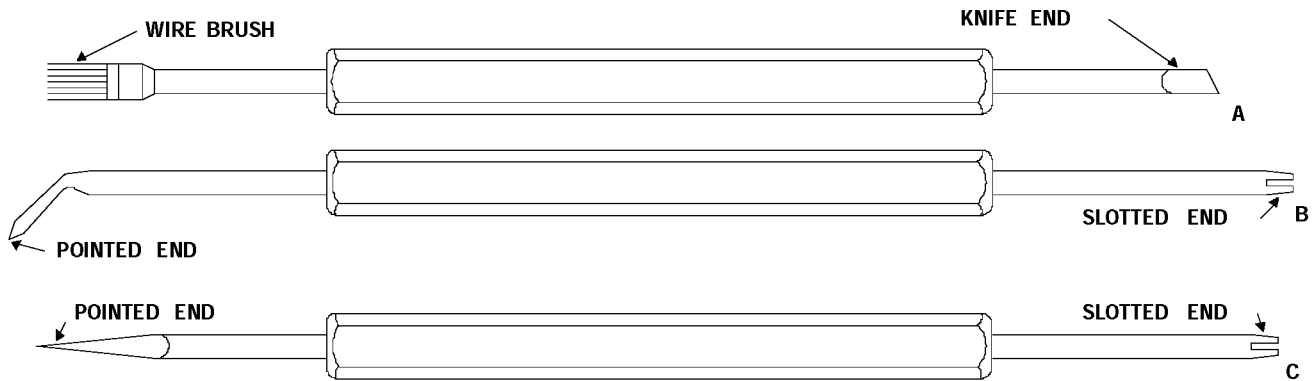 WIRE BRUSH
KNIFE END
A
POINTED END
SLOTTED END
B
POINTED END
SLOTTED END
C